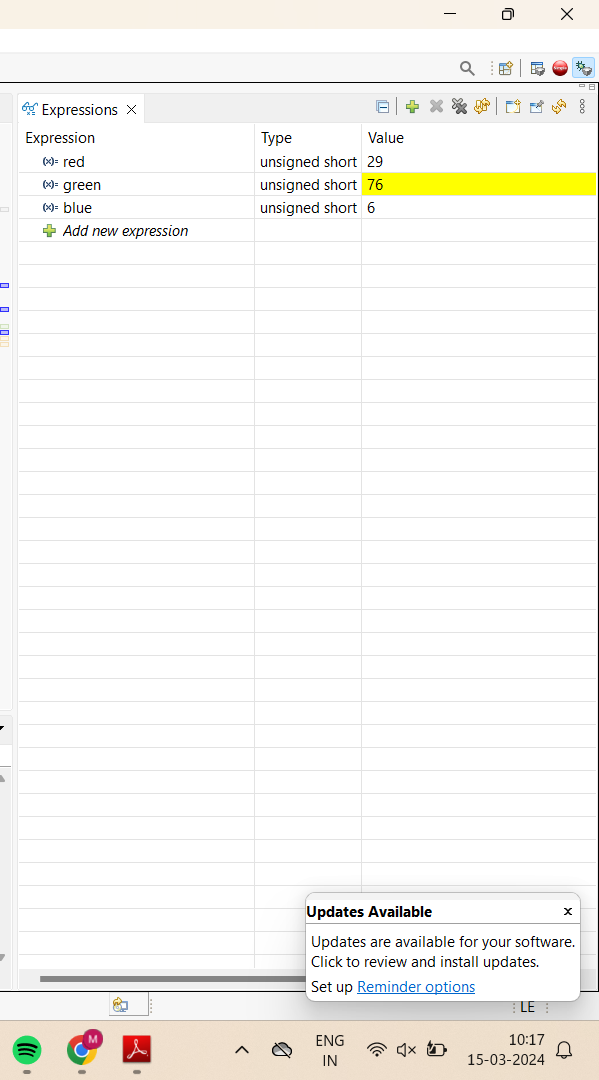 Expressions
Expression Type Value
(x)= red unsigned short 29
(x)= green unsigned short 76
(x)= blue unsigned short 6
Add new expression
Updates Available x
Updates are available for your software.
Click to review and install updates.
Set up Reminder options
LE
M
ENG
IN
10:17
15-03-2024